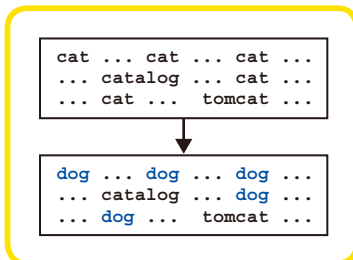 cat ... cat ... cat ...
... catalog ... cat ...
... cat ... tomcat ...
dog ... dog ... dog ...
... catalog ... dog ...
... dog ... tomcat ...